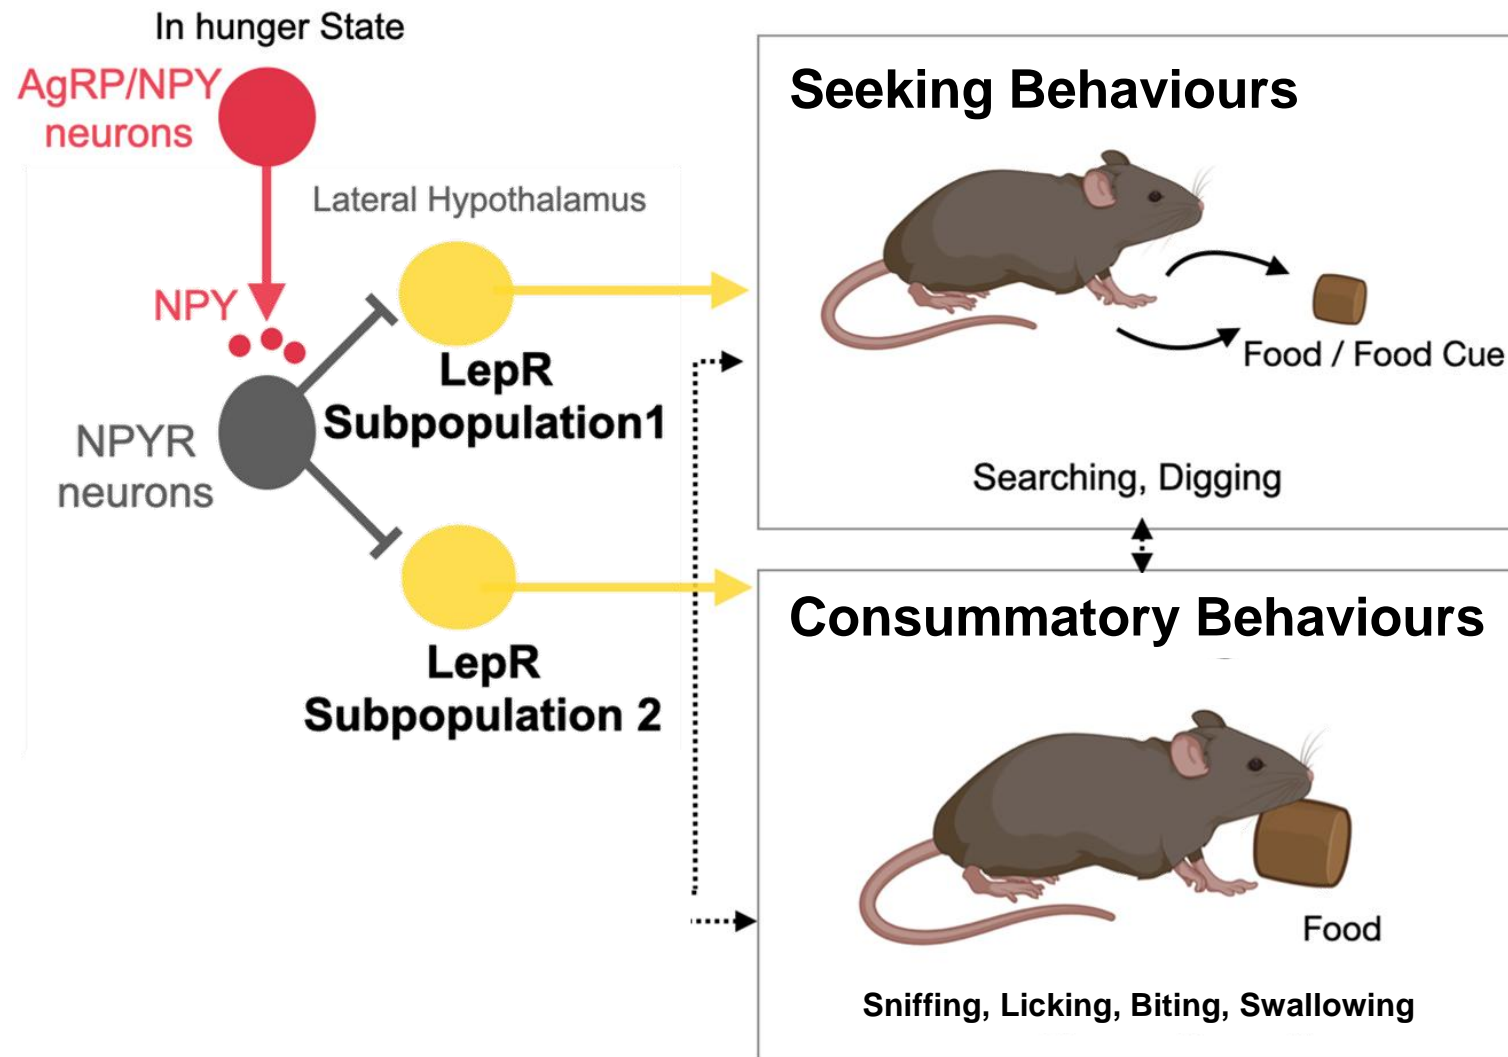 In hunger State
AgRP/NPY
neurons
Lateral Hypothalamus
NPY
LepR
Subpopulation1
NPYR
neurons
LepR
Subpopulation 2
Seeking Behaviours
Food / Food Cue
Searching, Digging
Consummatory Behaviours
Food
Sniffing, Licking, Biting, Swallowing